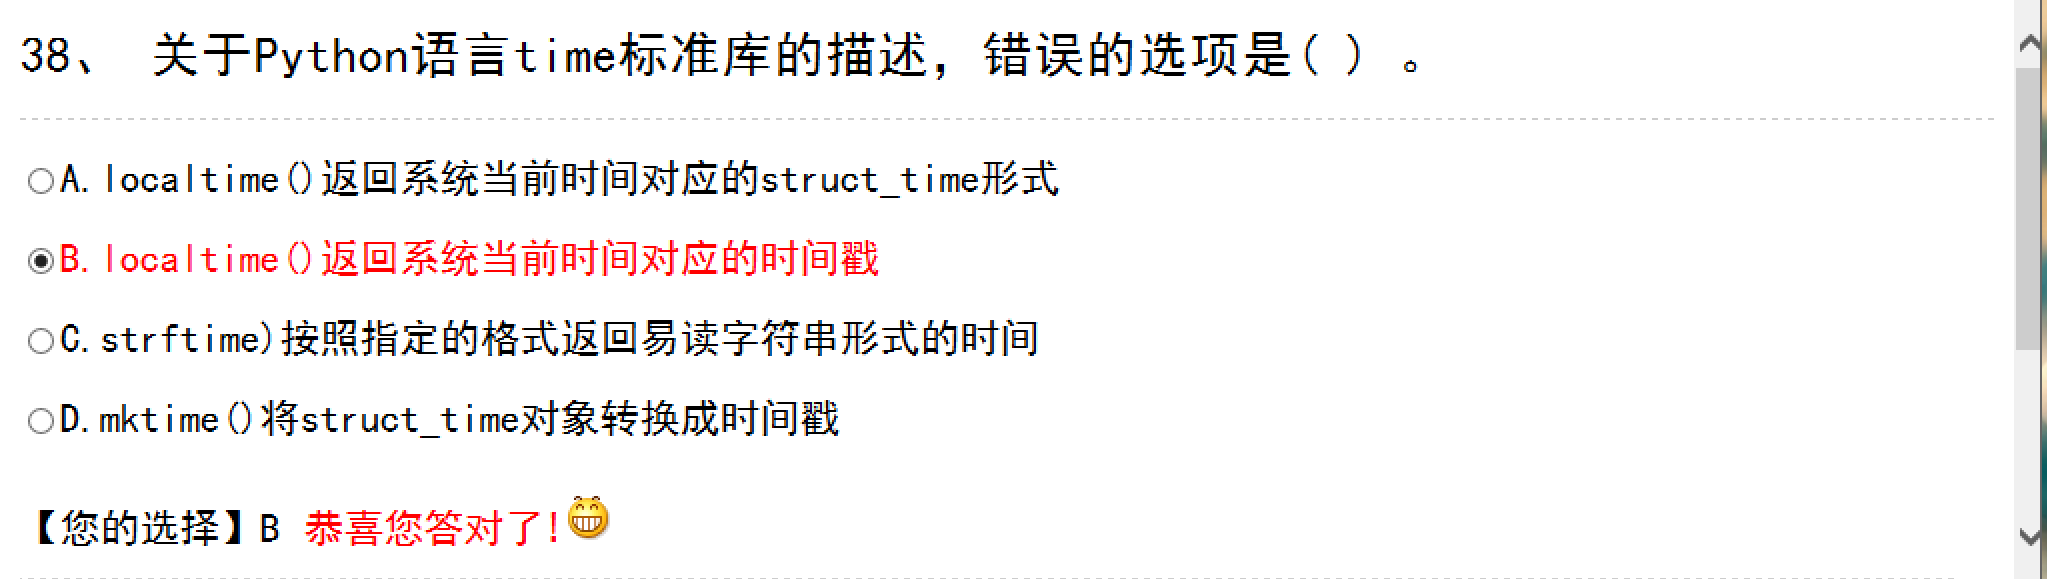 38、 关于Python语言time标准库的描述，错误的选项是( ) 。
A.localtime()返回系统当前时间对应的struct_time形式
B.localtime()返回系统当前时间对应的时间戳
C.strftime)按照指定的格式返回易读字符串形式的时间
D.mktime()将struct_time对象转换成时间戳
【您的选择】B 恭喜您答对了!